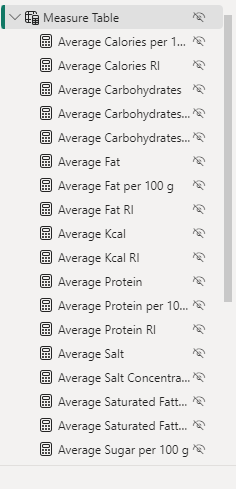 Measure Table
Average Calories per 1...
Average Calories RI
Average Carbohydrates
Average Carbohydrates...
Average Carbohydrates...
Average Fat
Average Fat per 100 g
Average Fat RI
Average Kcal
Average Kcal RI
Average Protein
Average Protein per 10...
Average Protein RI
Average Salt
Average Salt Concentra...
Average Saturated Fatt...
Average Saturated Fatt...
Average Sugar per 100 g